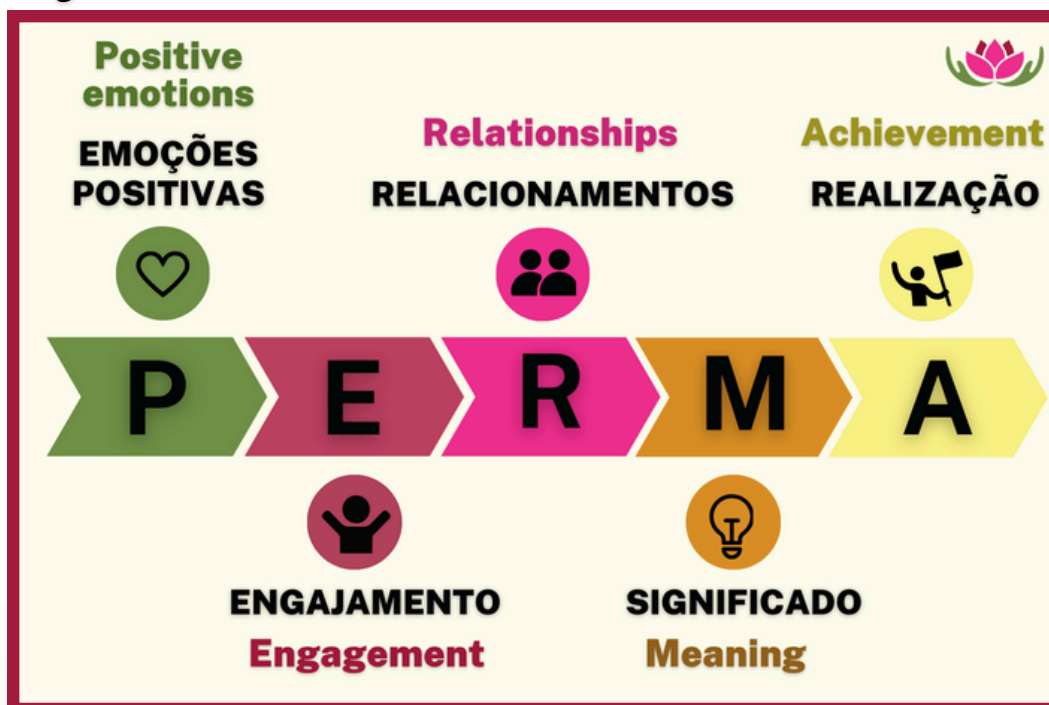 Positive
emotions
EMOÇÕES
POSITIVAS
Relationships
RELACIONAMENTOS
Achievement
REALIZAÇÃO
P E R M A
ENGAJAMENTO
Engagement
SIGNIFICADO
Meaning